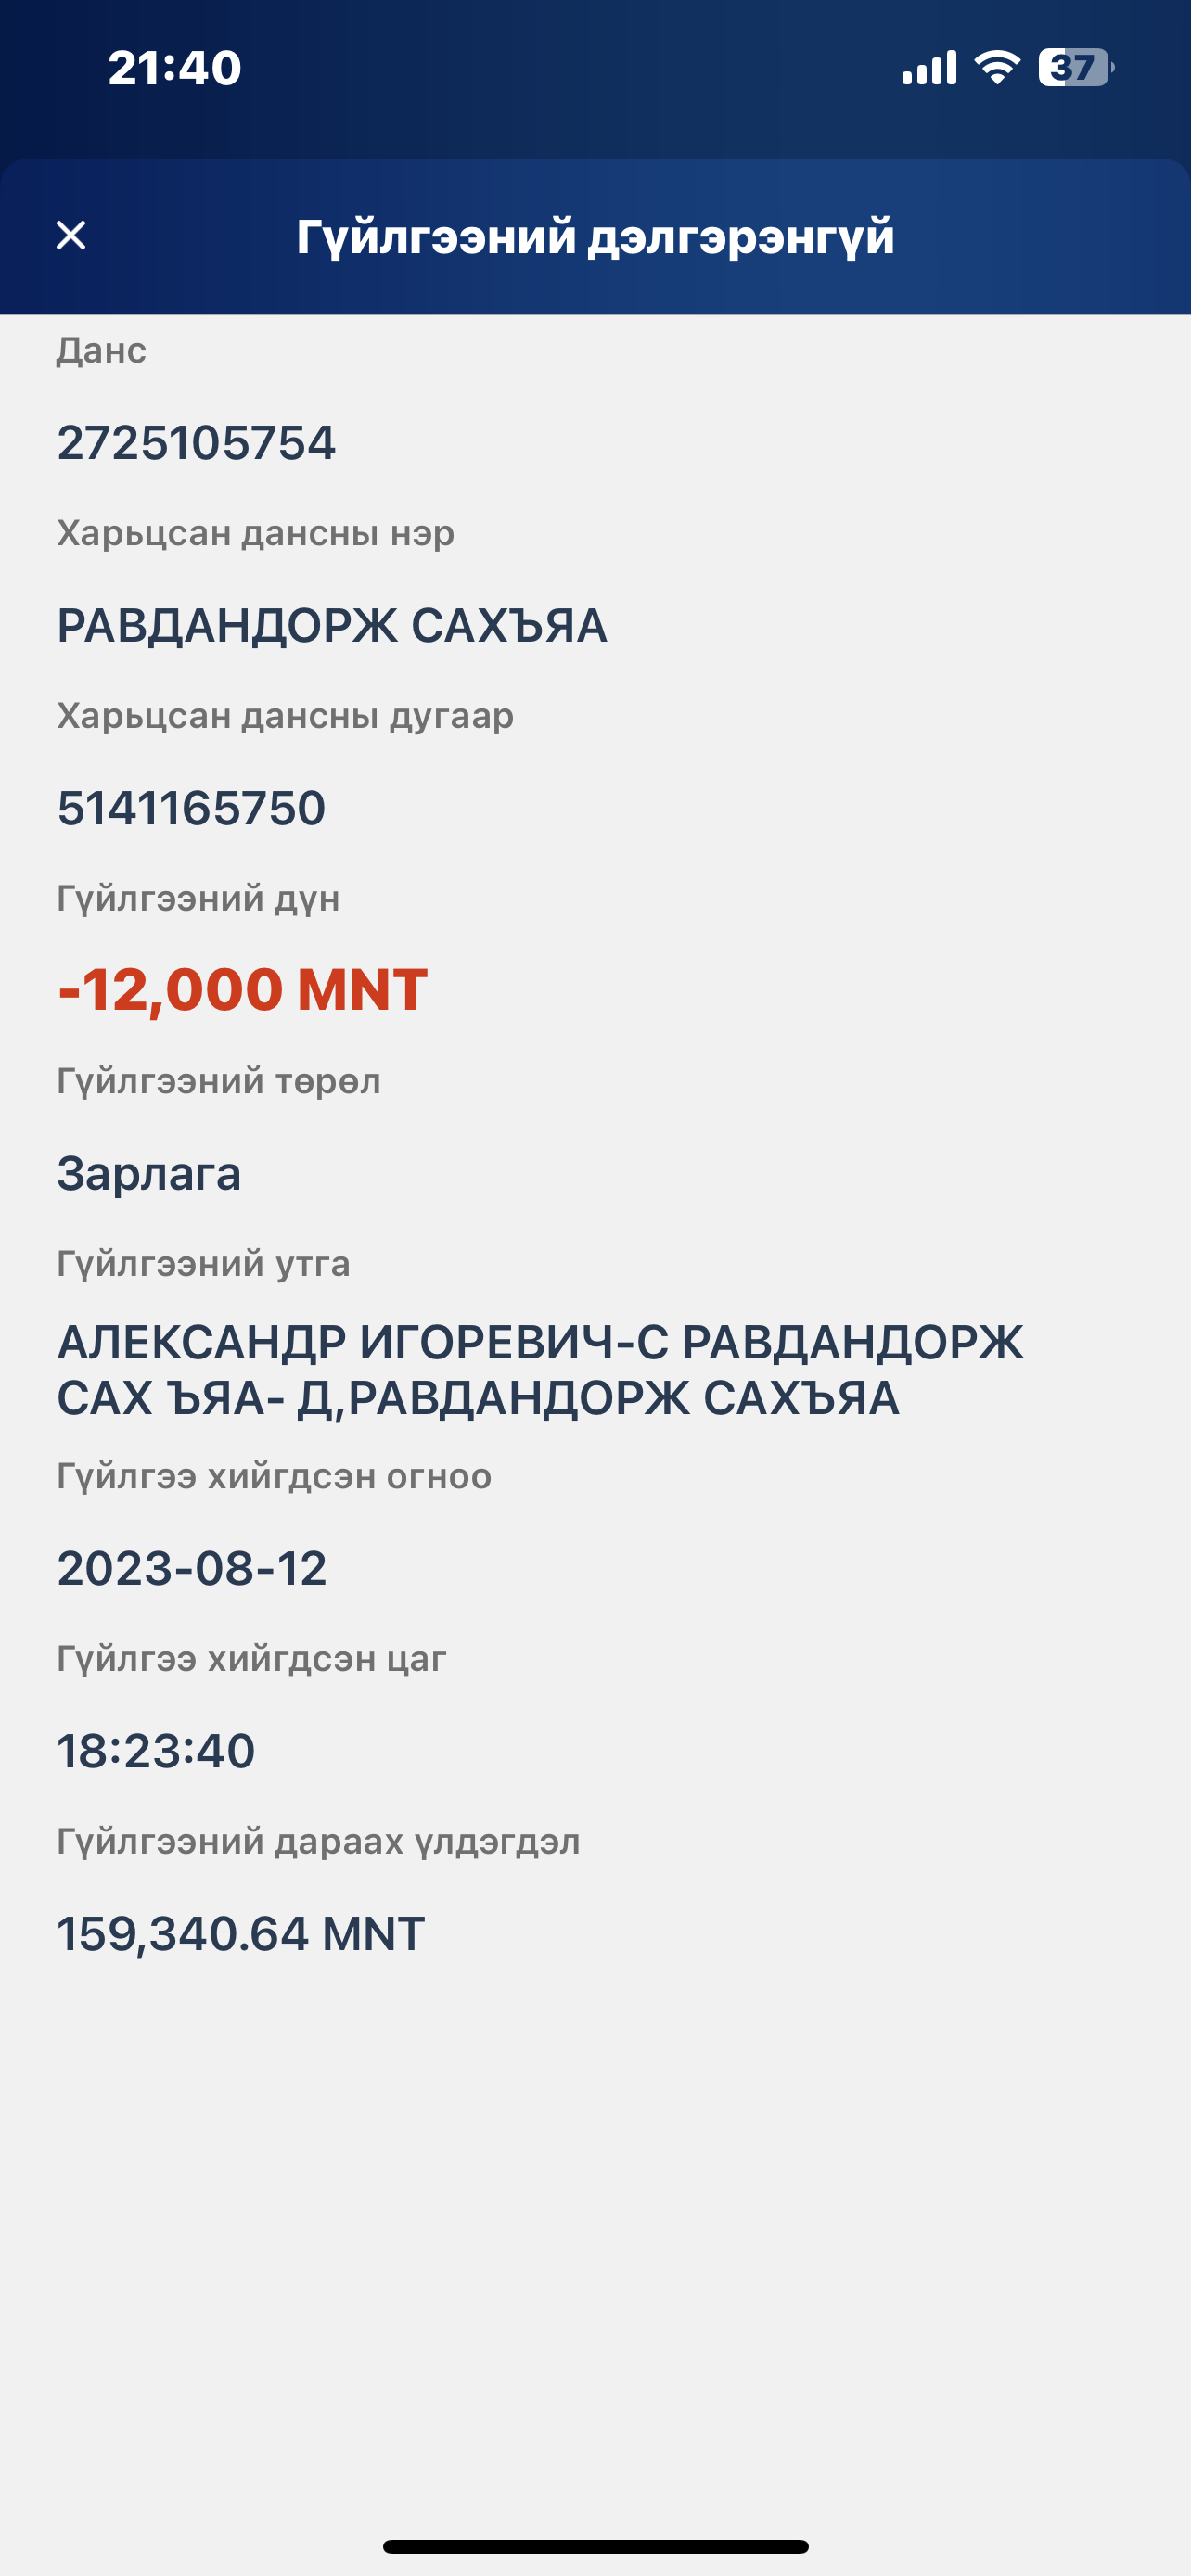 21:40
37
Гүйлгээний дэлгэрэнгүй
Данс
2725105754
Харьцсан дансны нэр
РАВДАНДОРЖ САХЪЯА
Харьцсан дансны дугаар
5141165750
Гүйлгээний дүн
-12,000 MNT
Гүйлгээний төрөл
Зарлага
Гүйлгээний утга
АЛЕКСАНДР ИГОРЕВИЧ-С РАВДАНДОРЖ
САХ ЪЯА- Д,РАВДАНДОРЖ САХЪЯА
Гүйлгээ хийгдсэн огноо
2023-08-12
Гүйлгээ хийгдсэн цаг
18:23:40
Гүйлгээний дараах үлдэгдэл
159,340.64 MNT